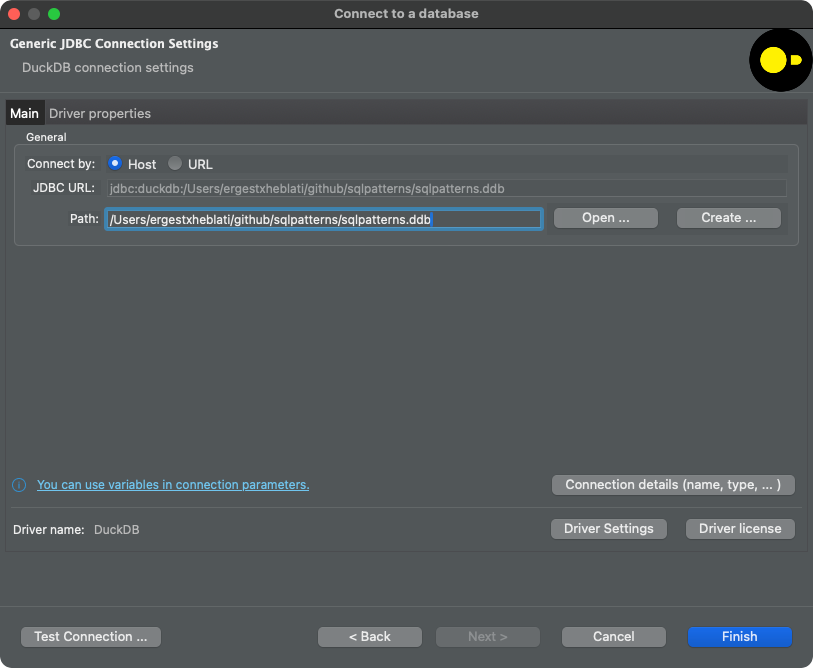 Connect to a database
Generic JDBC Connection Settings
DuckDB connection settings
Main Driver properties
General
Connect by: Host URL
JDBC URL: jdbc:duckdb:/Users/ergestxheblati/github/sqlpatterns/sqlpatterns.ddb
Path: /Users/ergestxheblati/github/sqlpatterns/sqlpatterns.ddb Open ... Create ...
You can use variables in connection parameters. Connection details (name, type, ... )
Driver name: DuckDB Driver Settings Driver license
Test Connection ... < Back Next > Cancel Finish